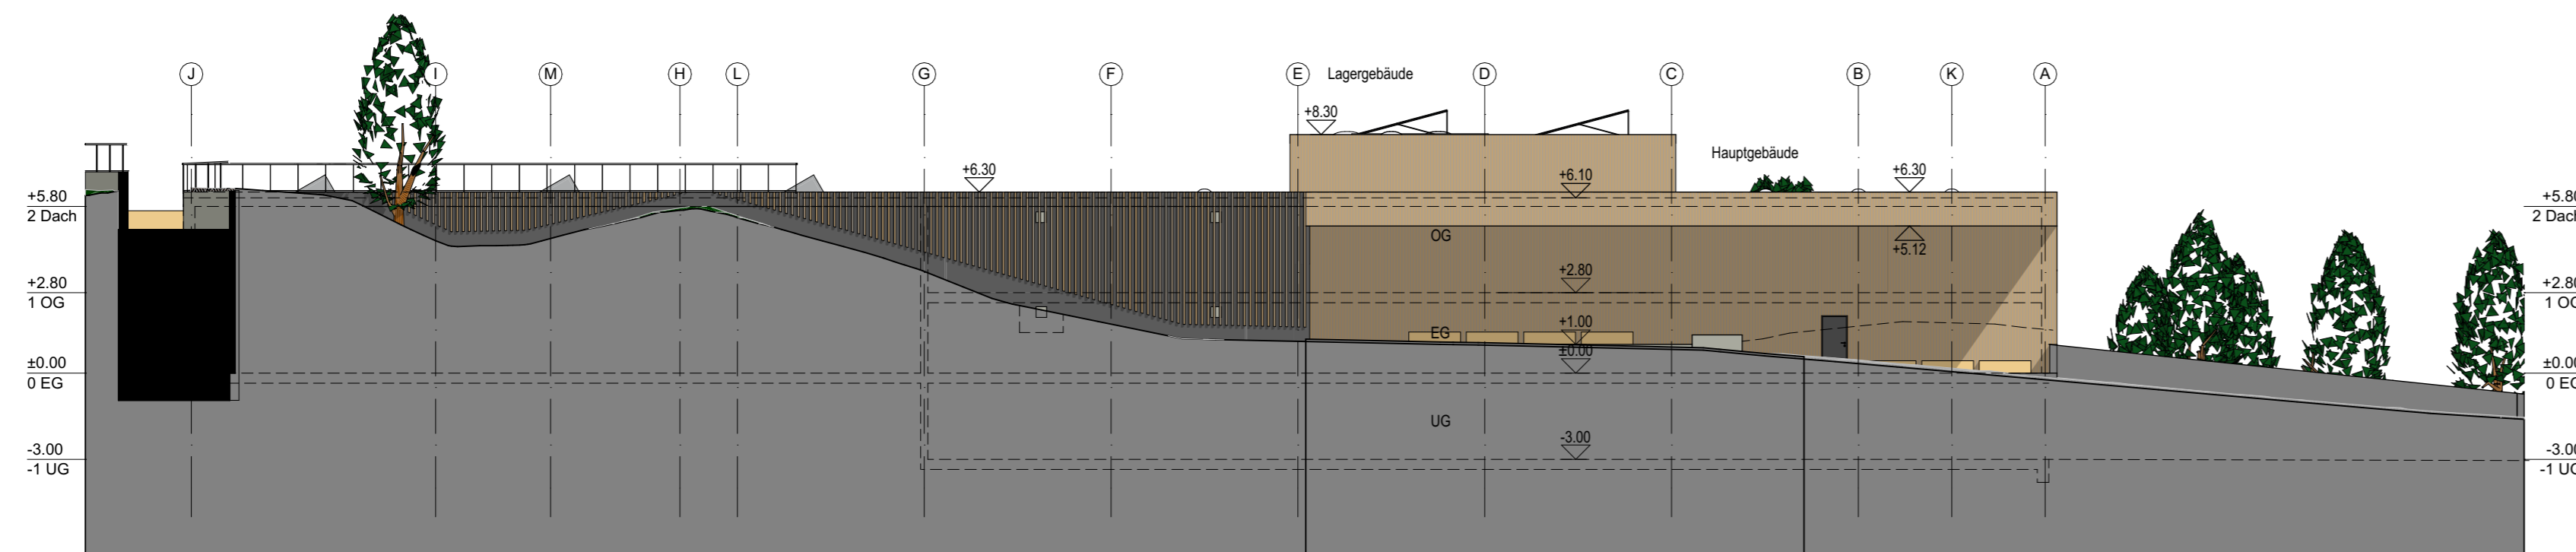 J I M H L G F E Lagergebäude D C B K A
+8.30
Hauptgebäude
+6.30 +6.10 +6.30
+5.80 +5.80
2 Dach 2 Dach
OG
+5.12
+2.80 +2.80 +2.80
1 OG 1 OG
+1.00
EG
±0.00 ±0.00 ±0.00
0 EG 0 EG
UG
-3.00 -3.00 -3.00
-1 UG -1 UG